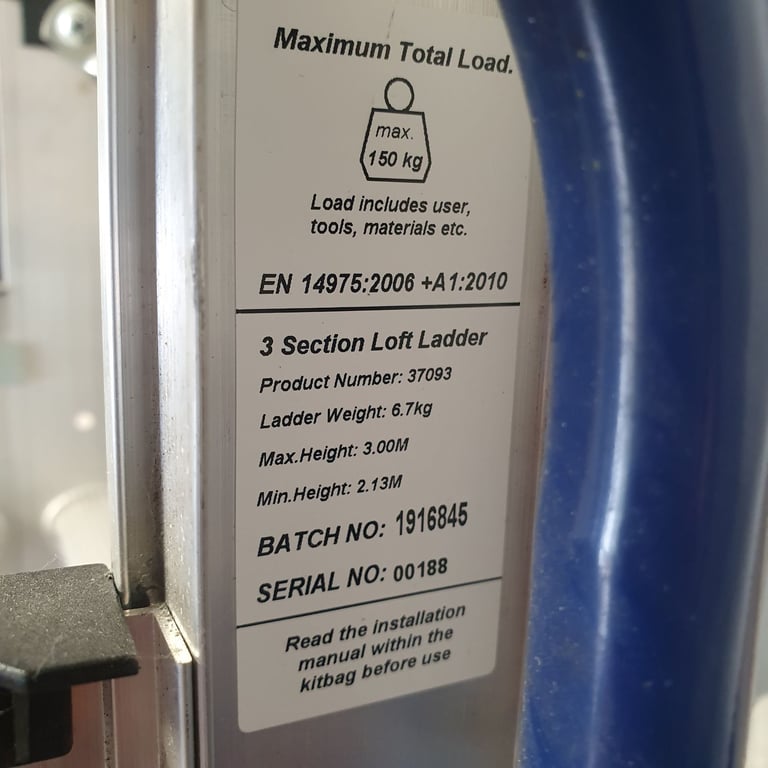 Maximum Total Load.
max.
150 kg
Load includes user,
tools, materials etc.
EN 14975:2006 +A1:2010
3 Section Loft Ladder
Product Number: 37093
Ladder Weight: 6.7kg
Max.Height: 3.00M
Min.Height: 2.13M
BATCH NO: 1916845
SERIAL NO: 00188
Read the installation
manual within the
kitbag before use